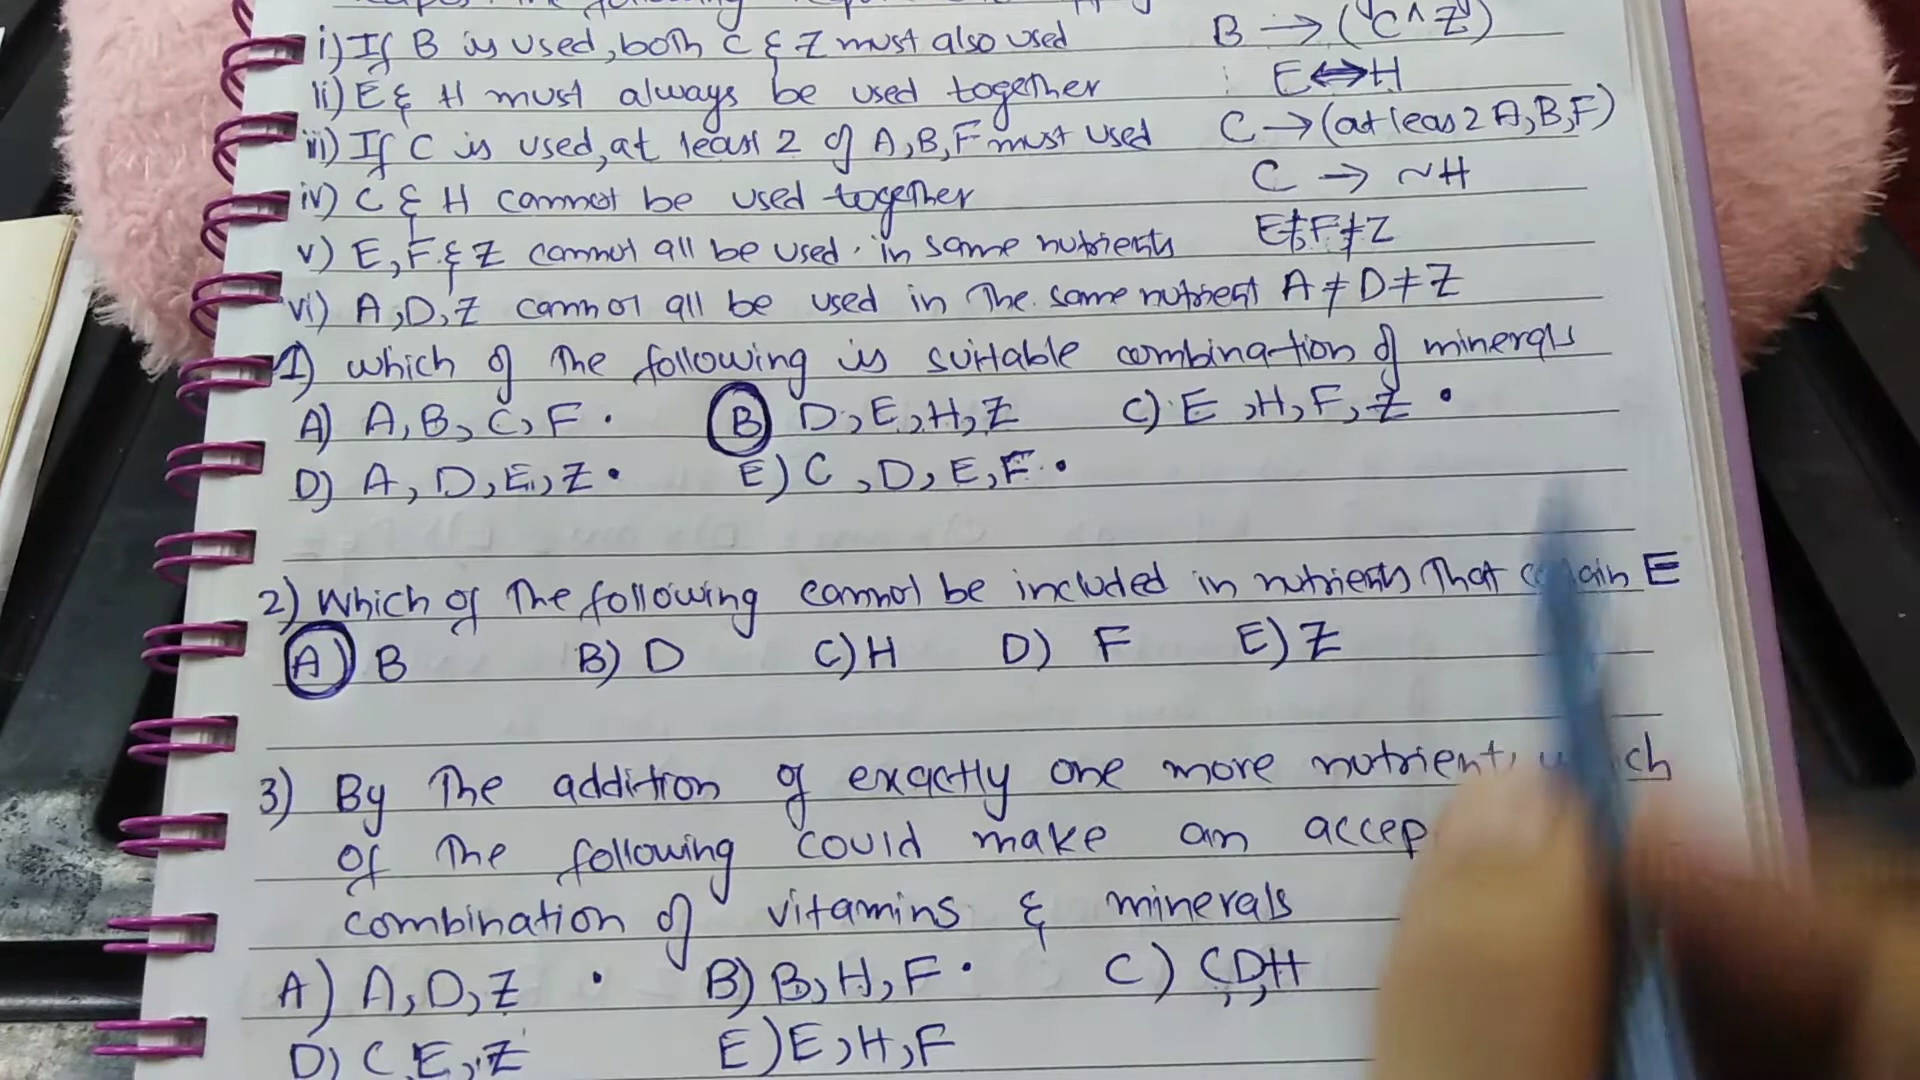 the following
i) If B is used, both C & Z must also used B → (C ^ Z)
ii) E & H must always be used together E ⟺ H
iii) If C is used, at least 2 of A, B, F must used C → (at leas 2 A, B, F)
iv) C & H cannot be used together C → ~H
v) E, F & Z cannot all be used in same nutrients E ≠ F ≠ Z
vi) A, D, Z cannot all be used in the same nutrient A ≠ D ≠ Z
1) which of the following is suitable combination of minerals
A) A, B, C, F . B) D, E, H, Z C) E, H, F, Z .
D) A, D, E, Z . E) C, D, E, F .
2) Which of the following cannot be included in nutrients that E
A) B B) D C) H D) F E) Z
3) By the addition of exactly one more nutrient,
of the following could make an
combination of vitamins & minerals
A) A, D, Z . B) B, H, F . C) C, D, H
D) C, E, Z E) E, H, F